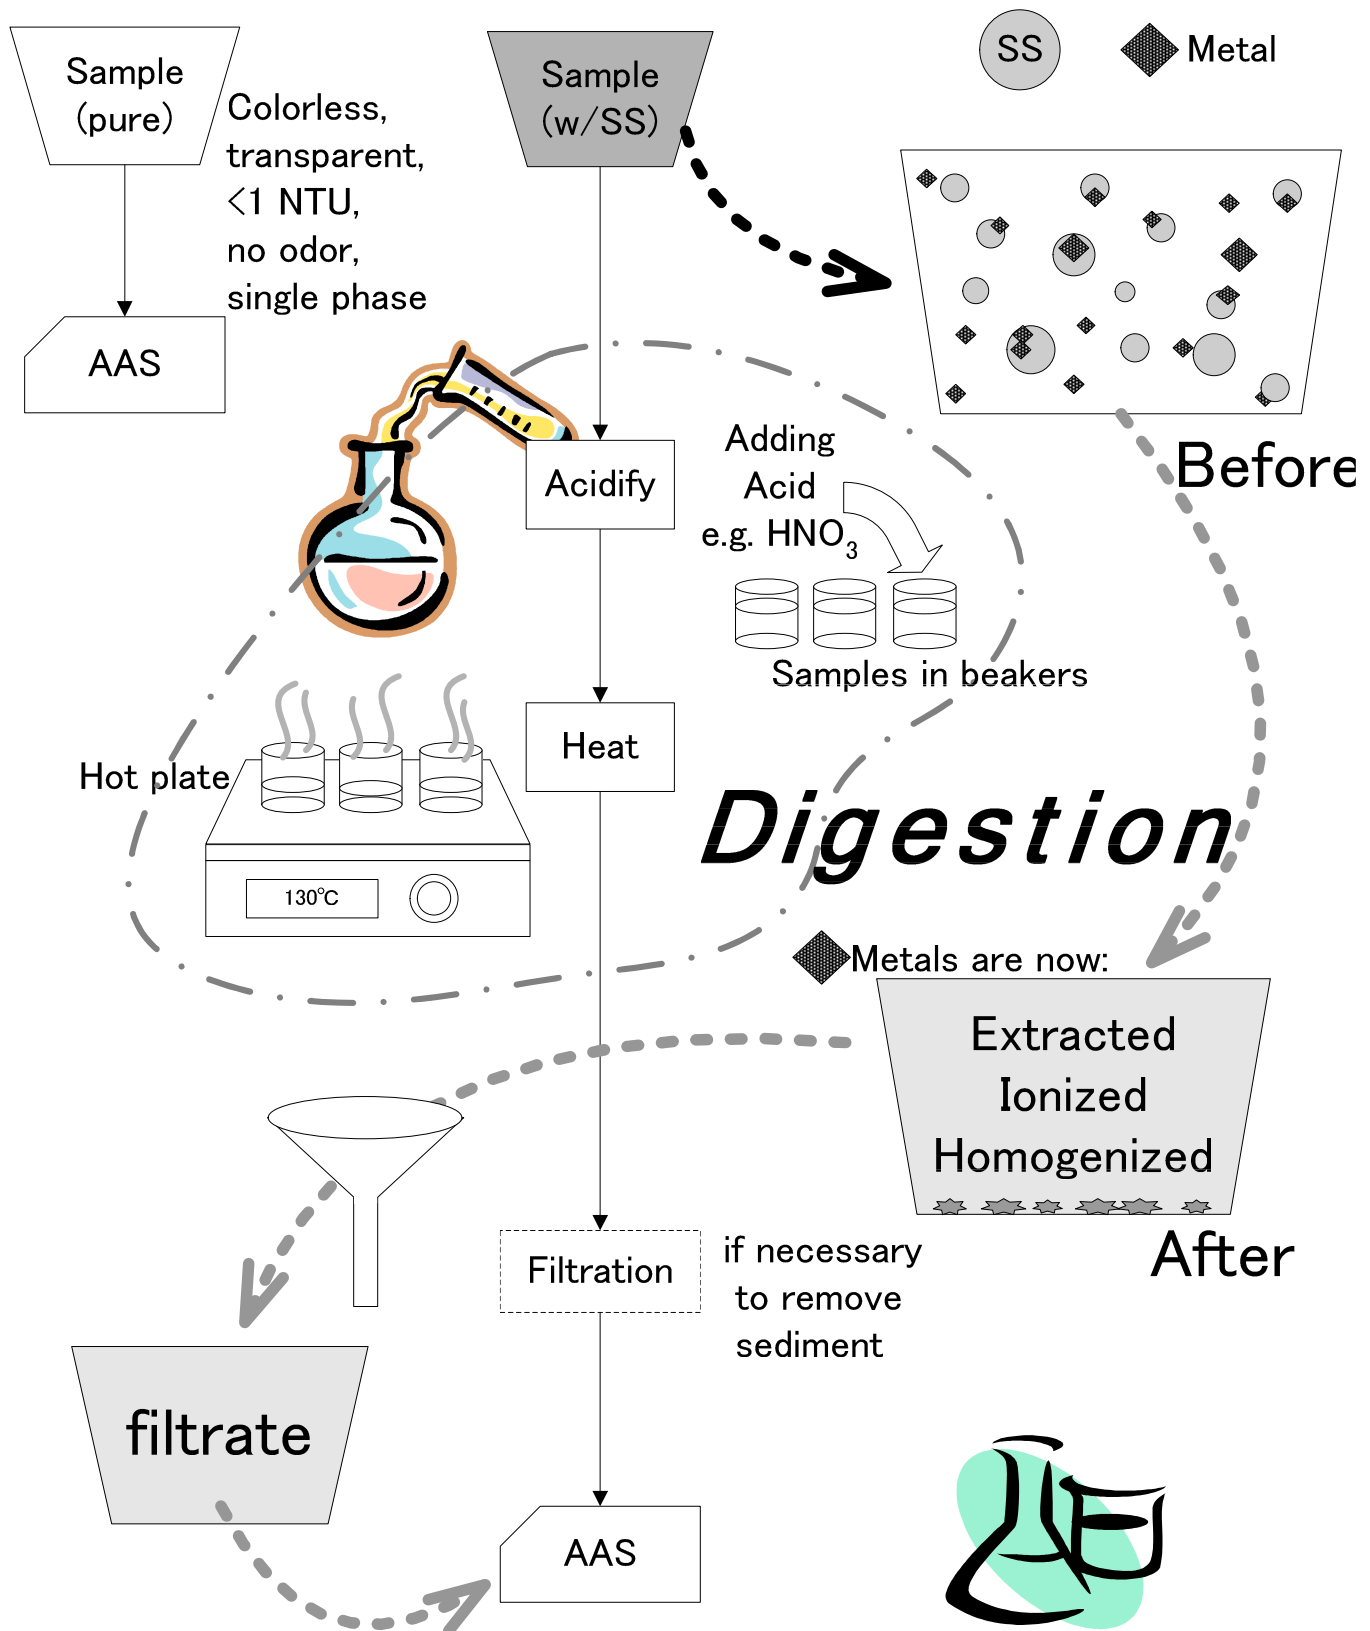 Sample
(pure)
Colorless,
transparent,
<1 NTU,
no odor,
single phase
AAS
Sample
(w/SS)
SS
Metal
Before
Acidify
Adding
Acid
e.g. HNO₃
Samples in beakers
Heat
Hot plate
130℃
Digestion
Metals are now:
Extracted
Ionized
Homogenized
After
Filtration
if necessary
to remove
sediment
filtrate
AAS